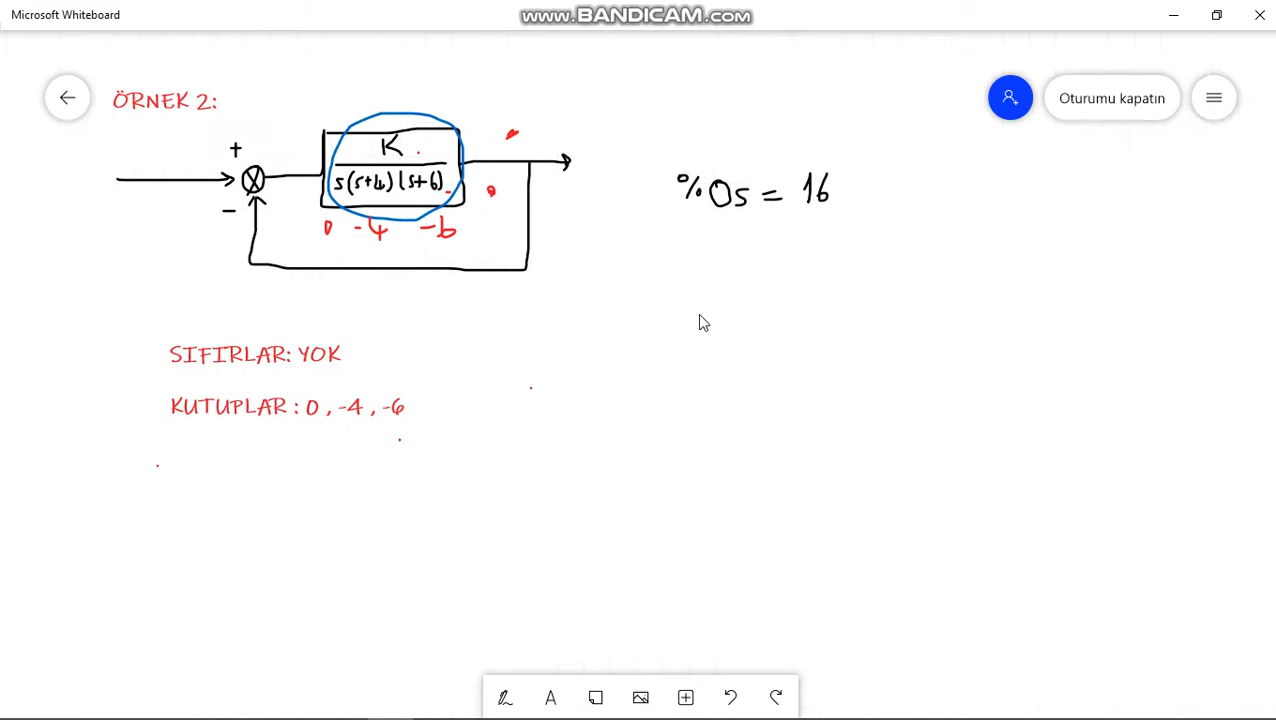 Microsoft Whiteboard
www.BANDICAM.com
ÖRNEK 2:
Oturumu kapatın
+
K
s(s+4)(s+6)
−
0 -4 -6
% Os = 16
SIFIRLAR: YOK
KUTUPLAR : 0 , -4 , -6
A